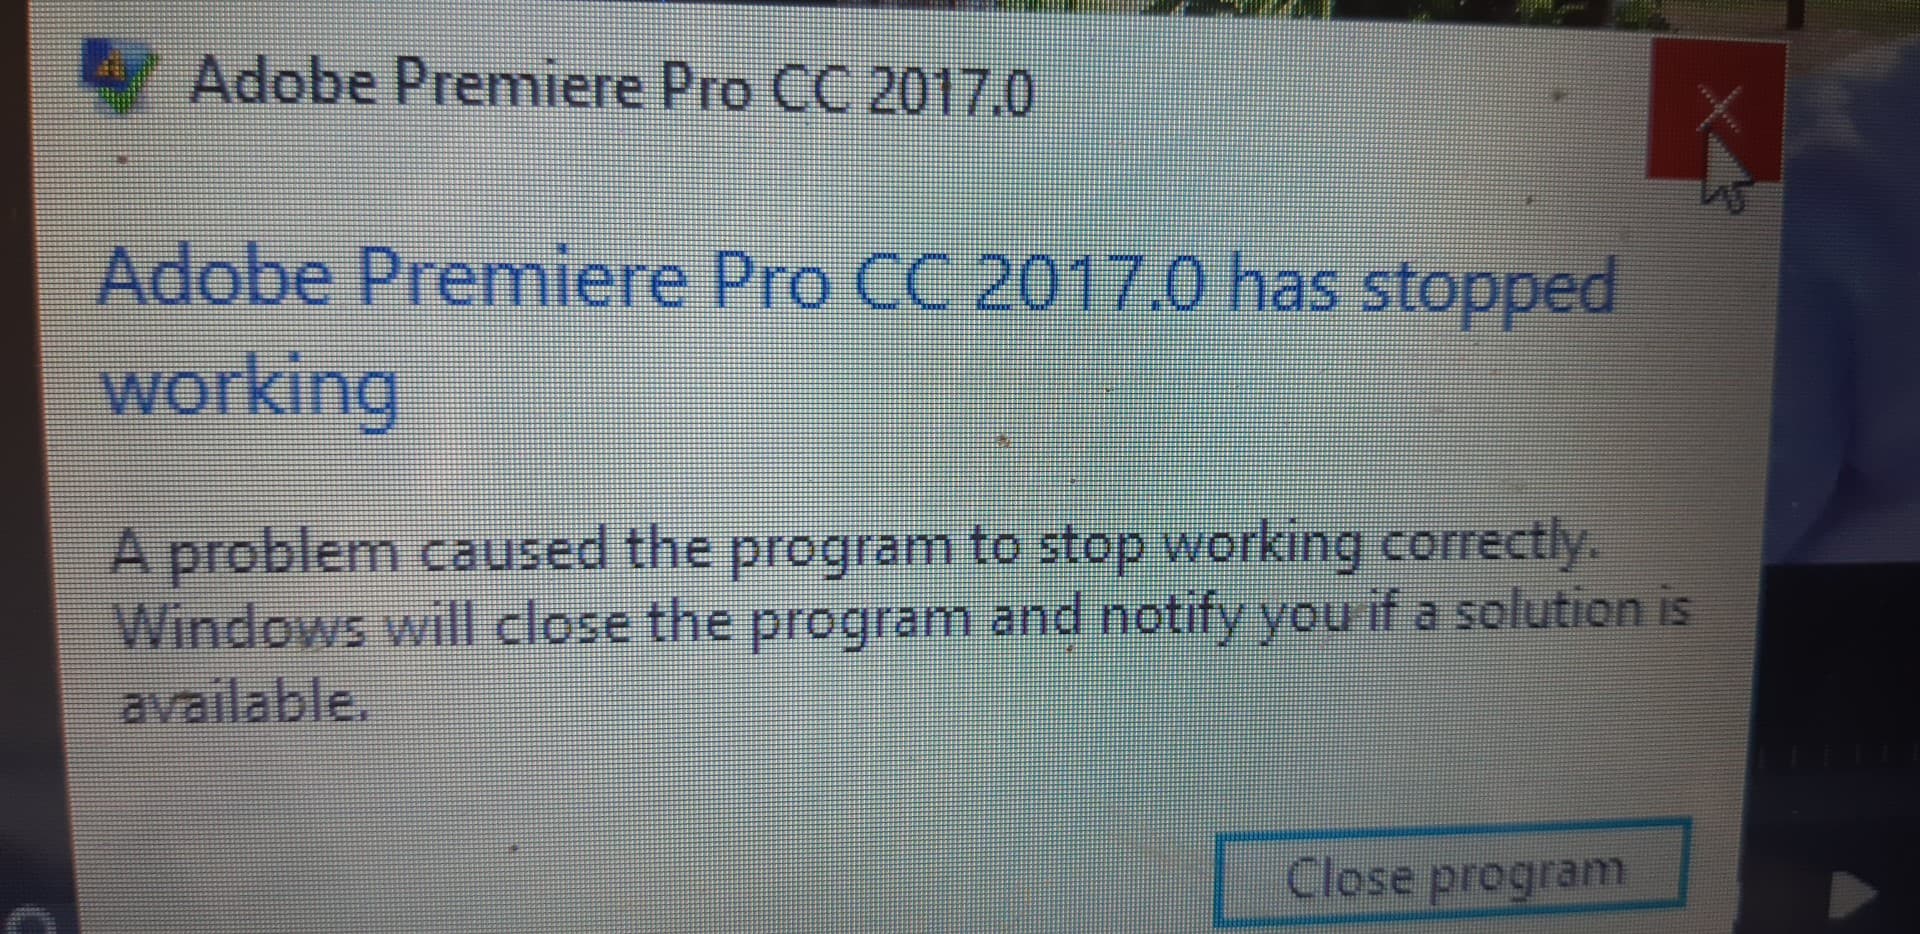 Adobe Premiere Pro CC 2017.0
Adobe Premiere Pro CC 2017.0 has stopped
working
A problem caused the program to stop working correctly.
Windows will close the program and notify you if a solution is
available.
Close program